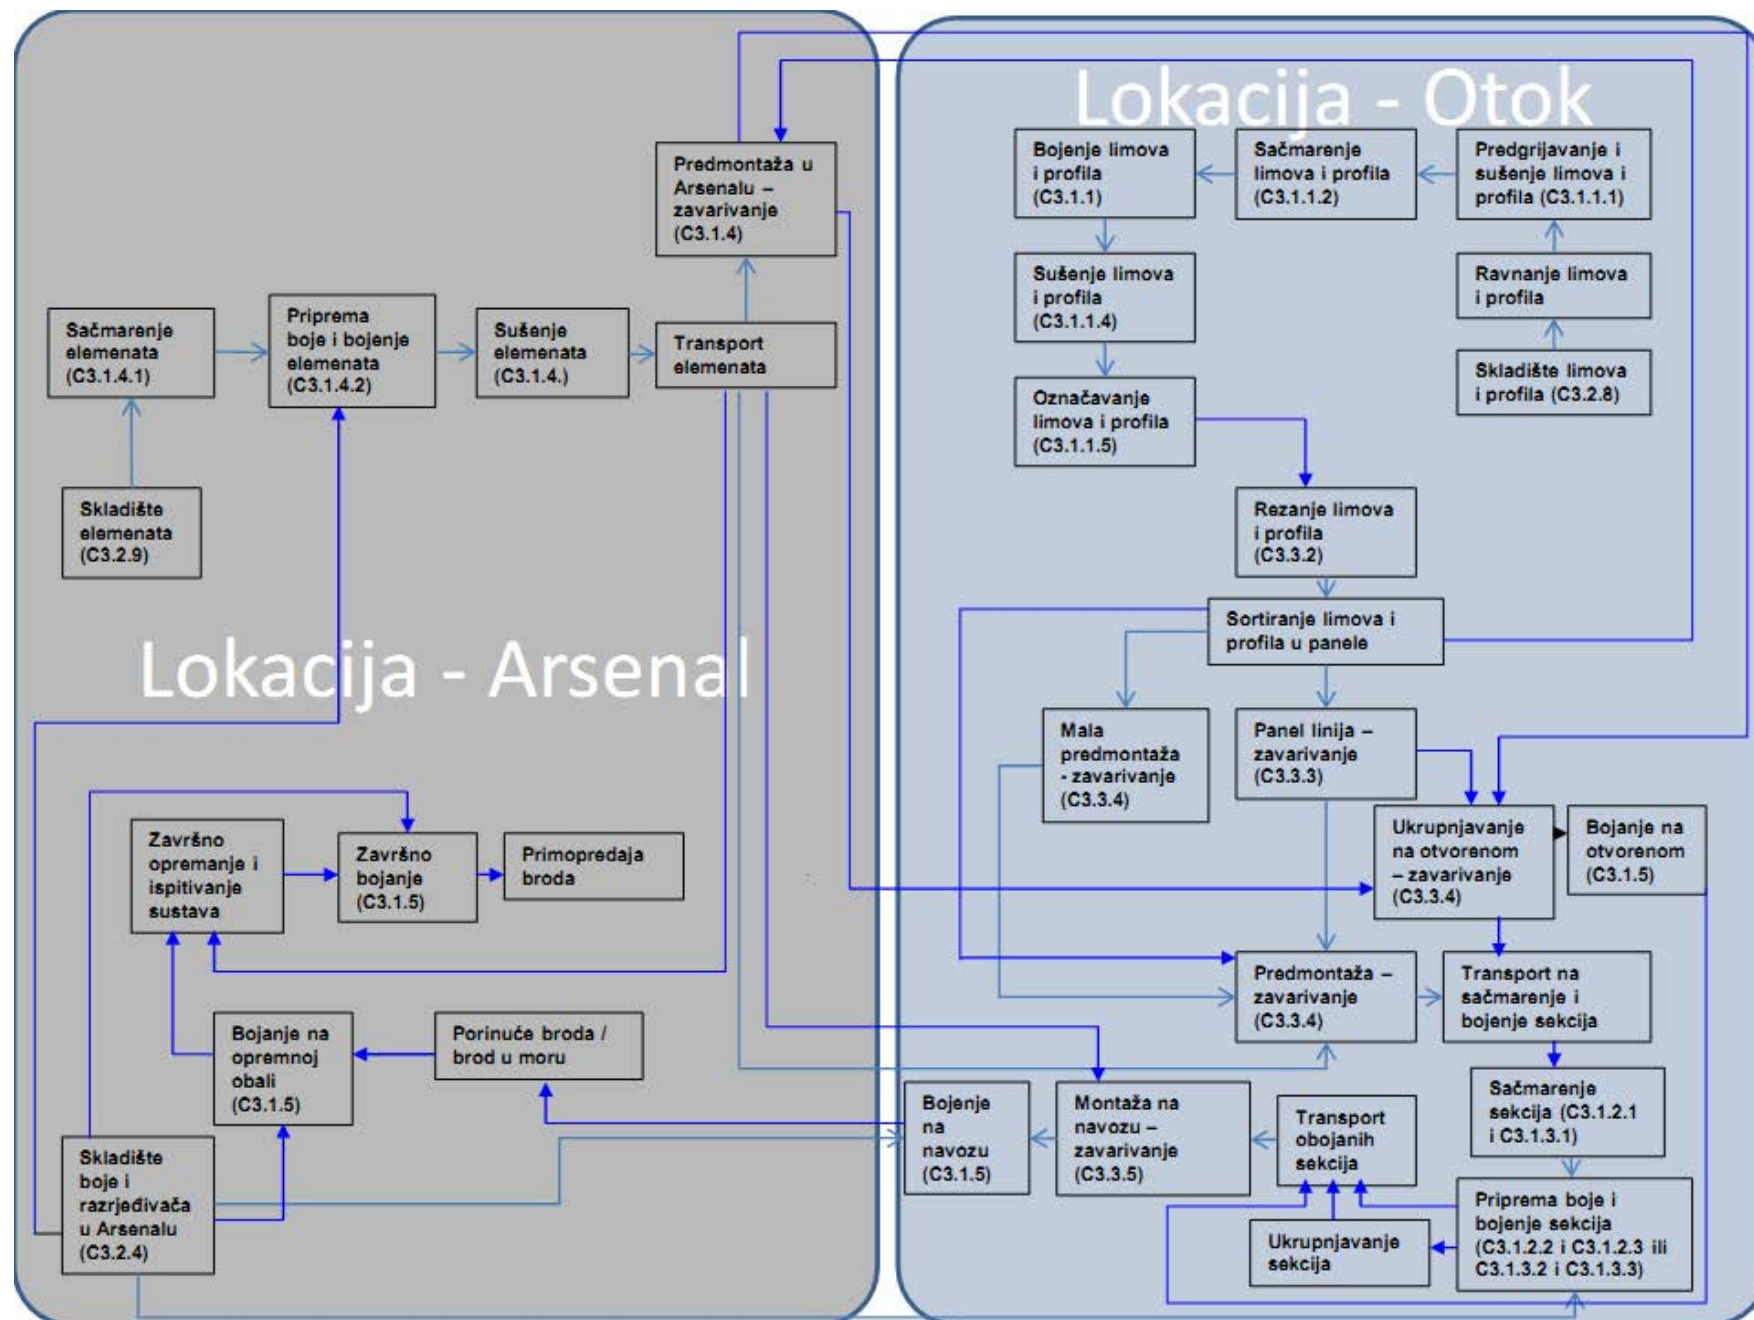 Lokacija - Arsenal
Predmontaža u
Arsenalu –
zavarivanje
(C3.1.4)
Sačmarenje
elemenata
(C3.1.4.1)
Priprema
boje i bojenje
elemenata
(C3.1.4.2)
Sušenje
elemenata
(C3.1.4.)
Transport
elemenata
Skladište
elemenata
(C3.2.9)
Završno
opremanje i
ispitivanje
sustava
Završno
bojanje
(C3.1.5)
Primopredaja
broda
Bojanje na
opremnoj
obali
(C3.1.5)
Porinuće broda /
brod u moru
Skladište
boje i
razrjeđivača
u Arsenalu
(C3.2.4)
Lokacija - Otok
Bojenje limova
i profila
(C3.1.1)
Sačmarenje
limova i profila
(C3.1.1.2)
Predgrijavanje i
sušenje limova i
profila (C3.1.1.1)
Sušenje limova
i profila
(C3.1.1.4)
Ravnanje limova
i profila
Označavanje
limova i profila
(C3.1.1.5)
Skladište limova
i profila (C3.2.8)
Rezanje limova
i profila
(C3.3.2)
Sortiranje limova i
profila u panele
Mala
predmontaža
- zavarivanje
(C3.3.4)
Panel linija –
zavarivanje
(C3.3.3)
Ukrupnjavanje
na otvorenom
– zavarivanje
(C3.3.4)
Bojanje na
otvorenom
(C3.1.5)
Predmontaža –
zavarivanje
(C3.3.4)
Transport na
sačmarenje i
bojenje sekcija
Bojenje
na
navozu
(C3.1.5)
Montaža na
navozu –
zavarivanje
(C3.3.5)
Transport
obojanih
sekcija
Sačmarenje
sekcija (C3.1.2.1
i C3.1.3.1)
Ukrupnjavanje
sekcija
Priprema boje i
bojenje sekcija
(C3.1.2.2 i C3.1.2.3 ili
C3.1.3.2 i C3.1.3.3)